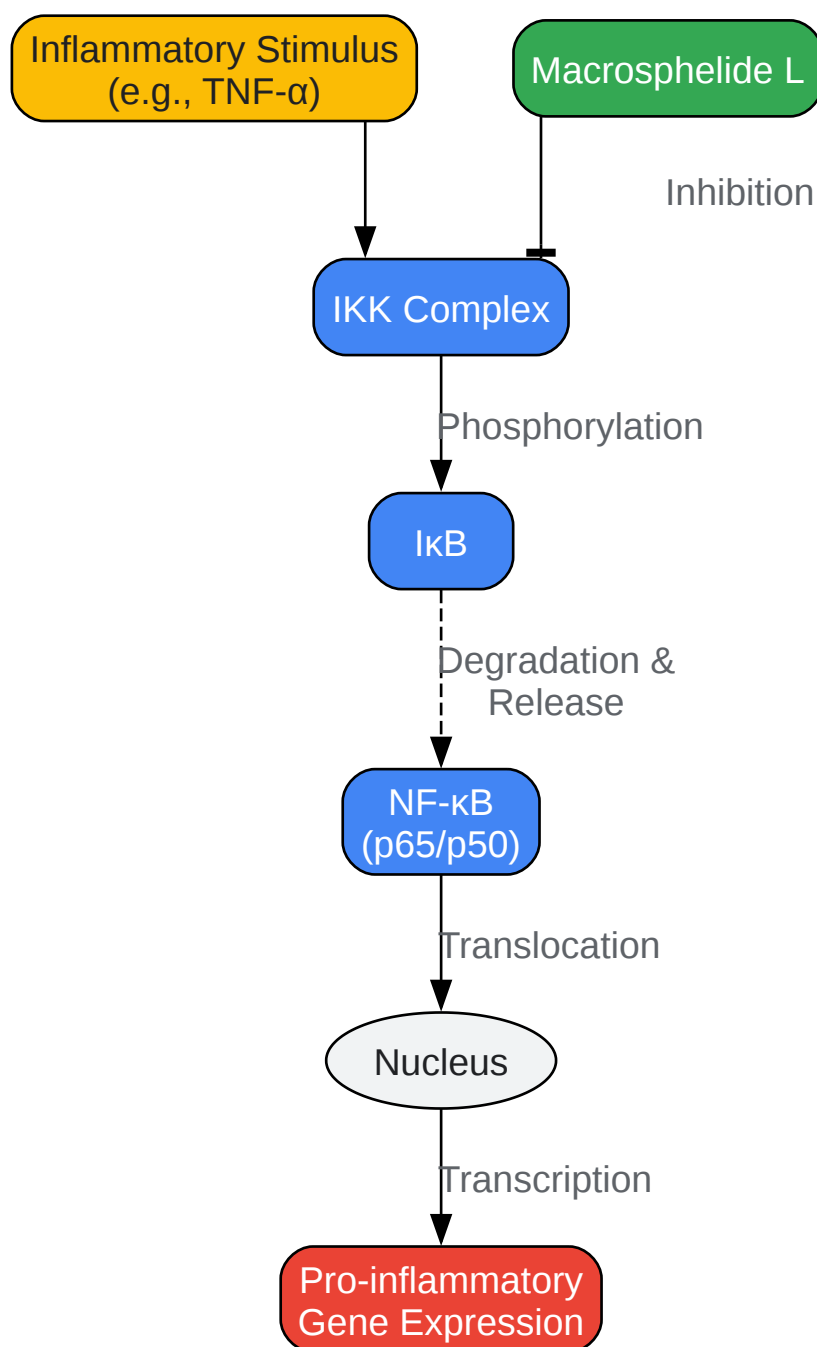 Inflammatory Stimulus
(e.g., TNF-α)
Macrosphelide L
Inhibition
IKK Complex
Phosphorylation
IκB
Degradation &
Release
NF-κB
(p65/p50)
Translocation
Nucleus
Transcription
Pro-inflammatory
Gene Expression